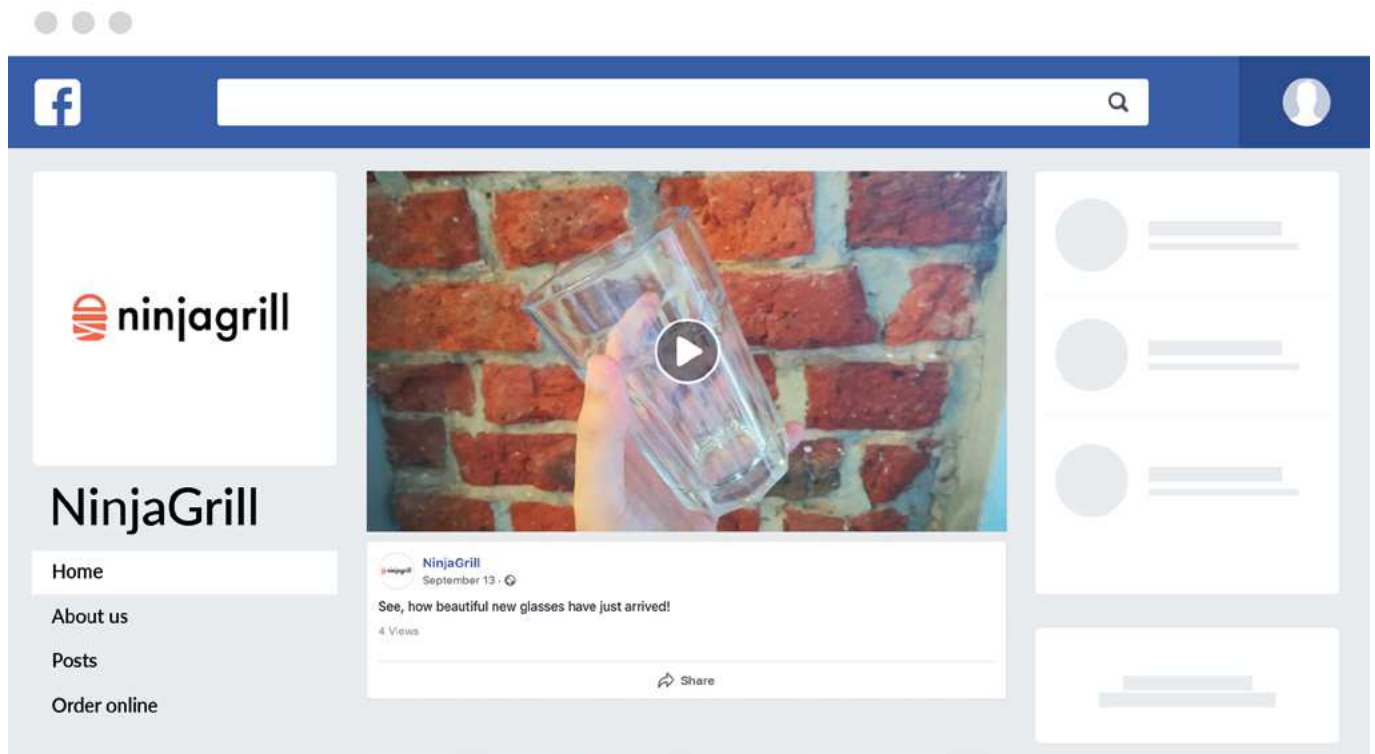 f
ninjagrill
NinjaGrill
Home
About us
Posts
Order online
ninjagrill
NinjaGrill
September 13 ·
See, how beautiful new glasses have just arrived!
4 Views
Share